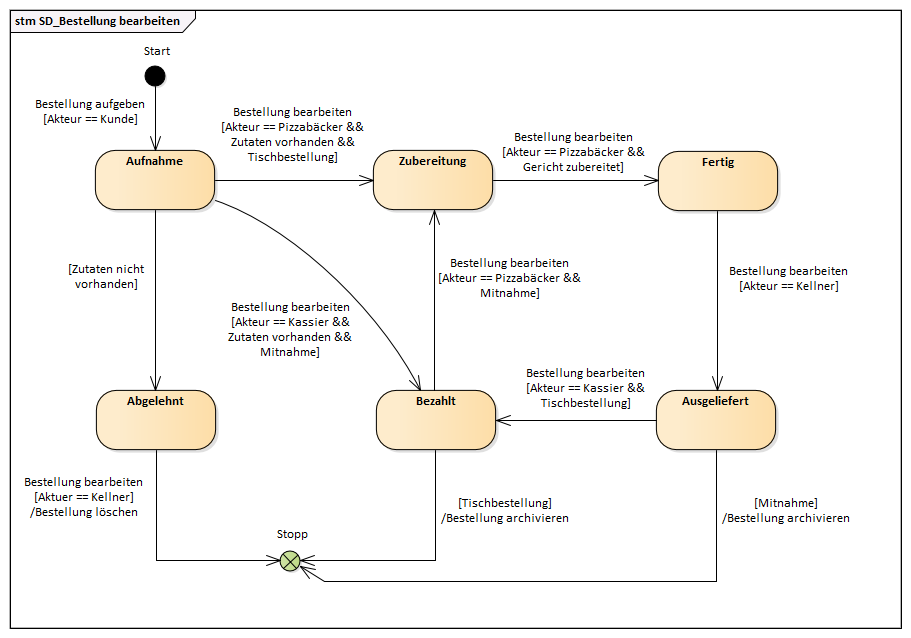 stm SD_Bestellung bearbeiten
Start
Bestellung aufgeben
[Akteur == Kunde]
Bestellung bearbeiten
[Akteur == Pizzabäcker &&
Zutaten vorhanden &&
Tischbestellung]
Bestellung bearbeiten
[Akteur == Pizzabäcker &&
Gericht zubereitet]
Aufnahme
Zubereitung
Fertig
[Zutaten nicht
vorhanden]
Bestellung bearbeiten
[Akteur == Kassier &&
Zutaten vorhanden &&
Mitnahme]
Bestellung bearbeiten
[Akteur == Pizzabäcker &&
Mitnahme]
Bestellung bearbeiten
[Akteur == Kellner]
Bestellung bearbeiten
[Akteur == Kassier &&
Tischbestellung]
Abgelehnt
Bezahlt
Ausgeliefert
Bestellung bearbeiten
[Aktuer == Kellner]
/Bestellung löschen
[Tischbestellung]
/Bestellung archivieren
[Mitnahme]
/Bestellung archivieren
Stopp